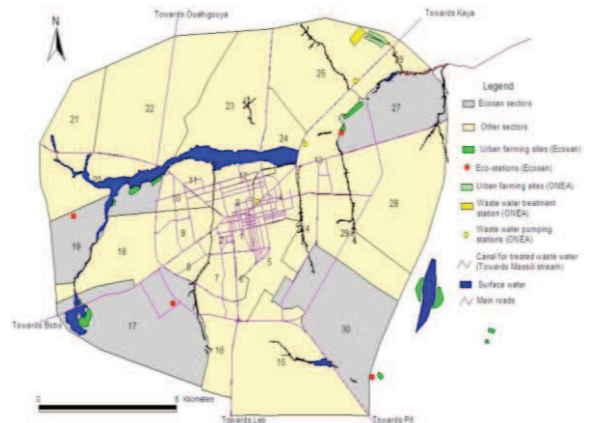 Towards Ouahigouya
Towards Kaya
N
Legend
Ecosan sectors
Other sectors
Urban farming sites (Ecosan)
Eco-stations (Ecosan)
Urban farming sites (ONEA)
Waste water treatment
station (ONEA)
Waste water pumping
stations (ONEA)
Canal for treated waste water
(Towards Massili stream)
Surface water
Main roads
25
21
22
23
27
24
28
10
9
29
19
18
8
5
7
6
17
30
16
15
Towards Bobo
0
Kilometers
Towards Leo
Towards Pô